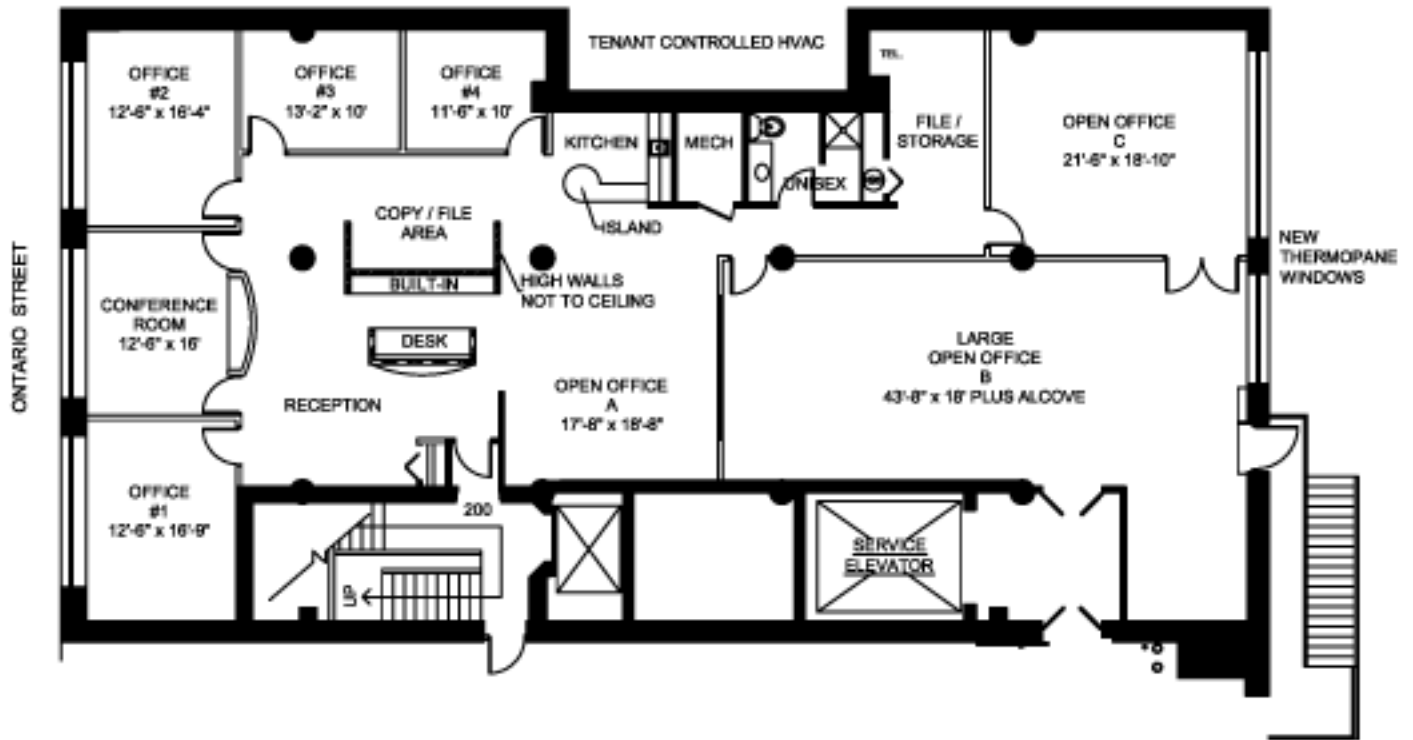 TENANT CONTROLLED HVAC
TEL.
OFFICE
#2
12'-6" x 16'-4"
OFFICE
#3
13'-2" x 10'
OFFICE
#4
11'-6" x 10'
KITCHEN
MECH
UNISEX
FILE /
STORAGE
OPEN OFFICE
C
21'-6" x 18'-10"
COPY / FILE
AREA
ISLAND
BUILT-IN
HIGH WALLS
NOT TO CEILING
NEW
THERMOPANE
WINDOWS
ONTARIO STREET
CONFERENCE
ROOM
12'-6" x 16'
DESK
RECEPTION
OPEN OFFICE
A
17'-8" x 18'-8"
LARGE
OPEN OFFICE
B
43'-8" x 18' PLUS ALCOVE
OFFICE
#1
12'-6" x 16'-9"
200
UP
SERVICE
ELEVATOR